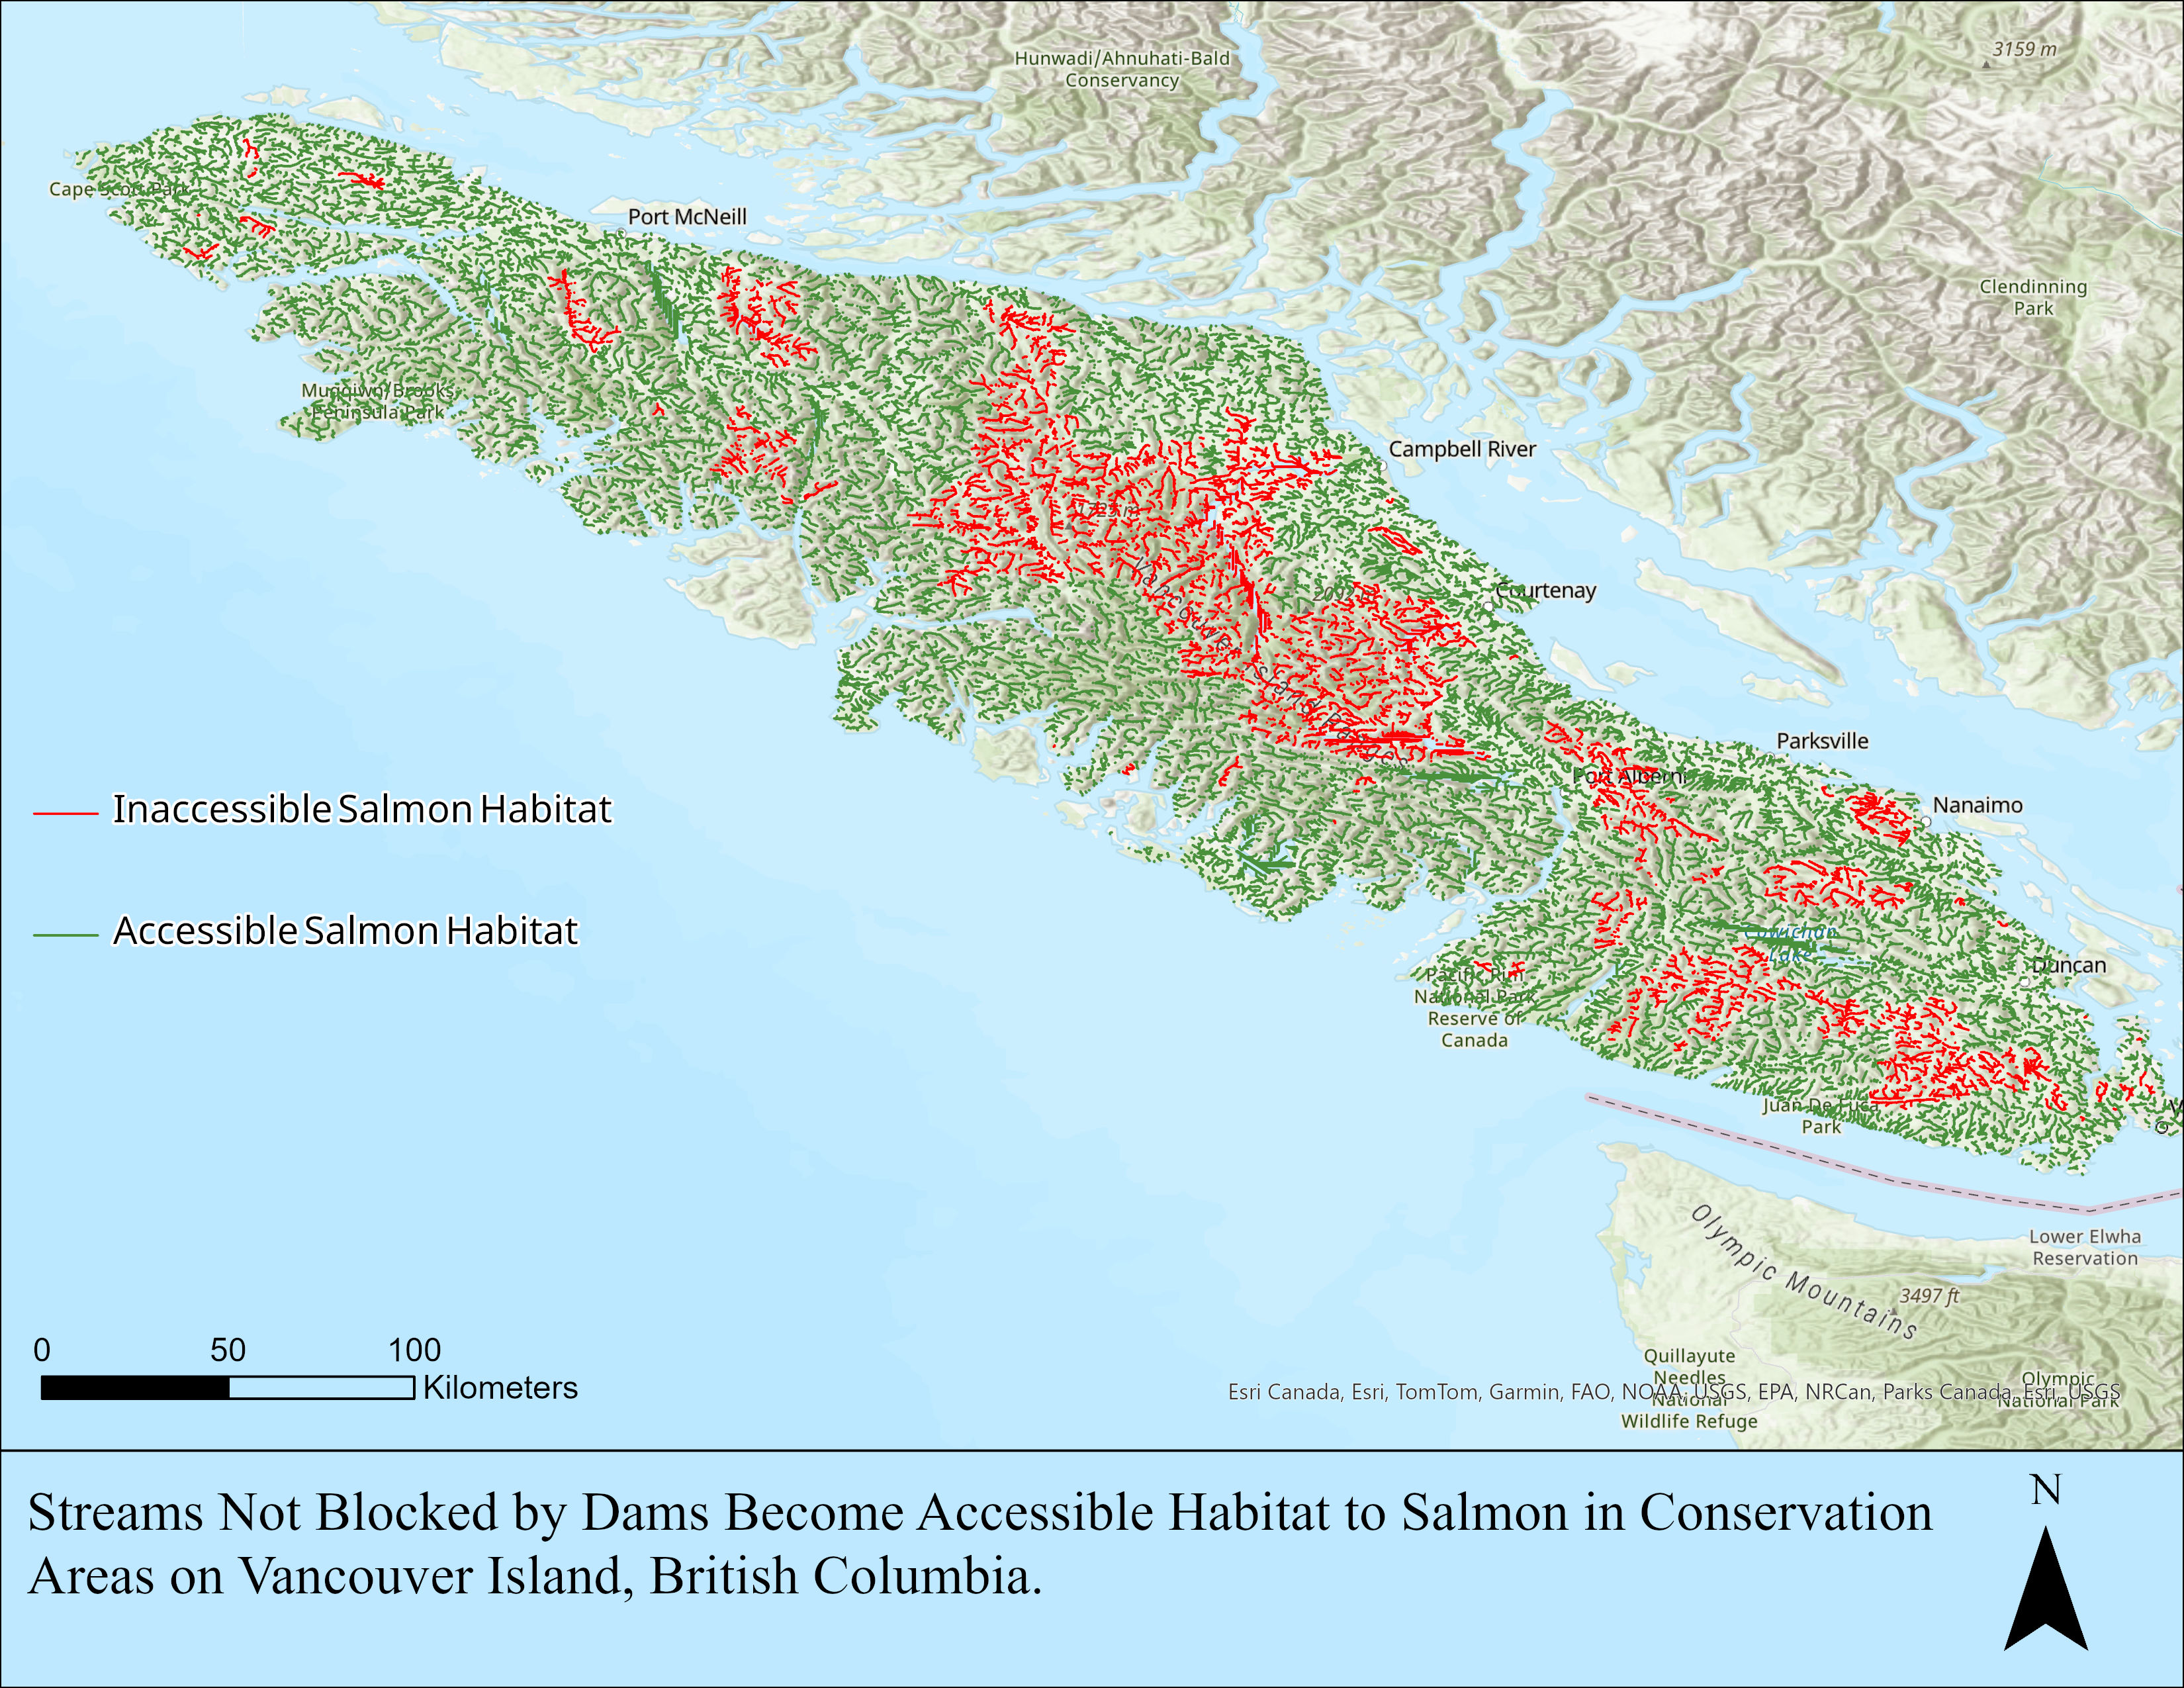 Hunwadi/Ahnuhati-Bald
Conservancy
3159 m
Cape Scott Park
Port McNeill
Clendinning
Park
Muqqiwn/Brooks
Peninsula Park
Campbell River
1725 m
Vancouver Island Ranges
2092 m
Courtenay
Parksville
Port Alberni
Nanaimo
Inaccessible Salmon Habitat
Accessible Salmon Habitat
Cowichan
Lake
Duncan
Pacific Rim
National Park
Reserve of
Canada
Juan De Fuca
Park
Olympic Mountains
Lower Elwha
Reservation
3497 ft
Quillayute
Needles
National
Wildlife Refuge
Olympic
National Park
0 50 100
Kilometers
Esri Canada, Esri, TomTom, Garmin, FAO, NOAA, USGS, EPA, NRCan, Parks Canada, Esri, USGS
Streams Not Blocked by Dams Become Accessible Habitat to Salmon in Conservation
Areas on Vancouver Island, British Columbia.
N